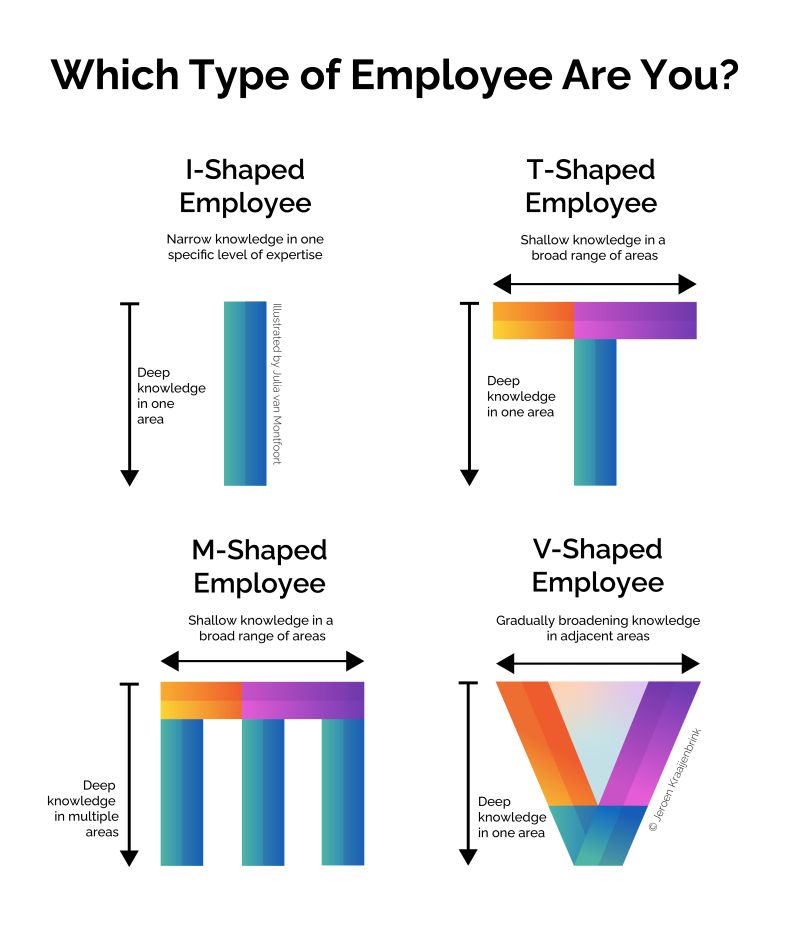 Which Type of Employee Are You?
I-Shaped
Employee
Narrow knowledge in one
specific level of expertise
Deep
knowledge
in one
area
Illustrated by Julia van Montfoort
T-Shaped
Employee
Shallow knowledge in a
broad range of areas
Deep
knowledge
in one area
M-Shaped
Employee
Shallow knowledge in a
broad range of areas
Deep
knowledge
in multiple
areas
V-Shaped
Employee
Gradually broadening knowledge
in adjacent areas
Deep
knowledge
in one area
© Jeroen Kraaijenbrink